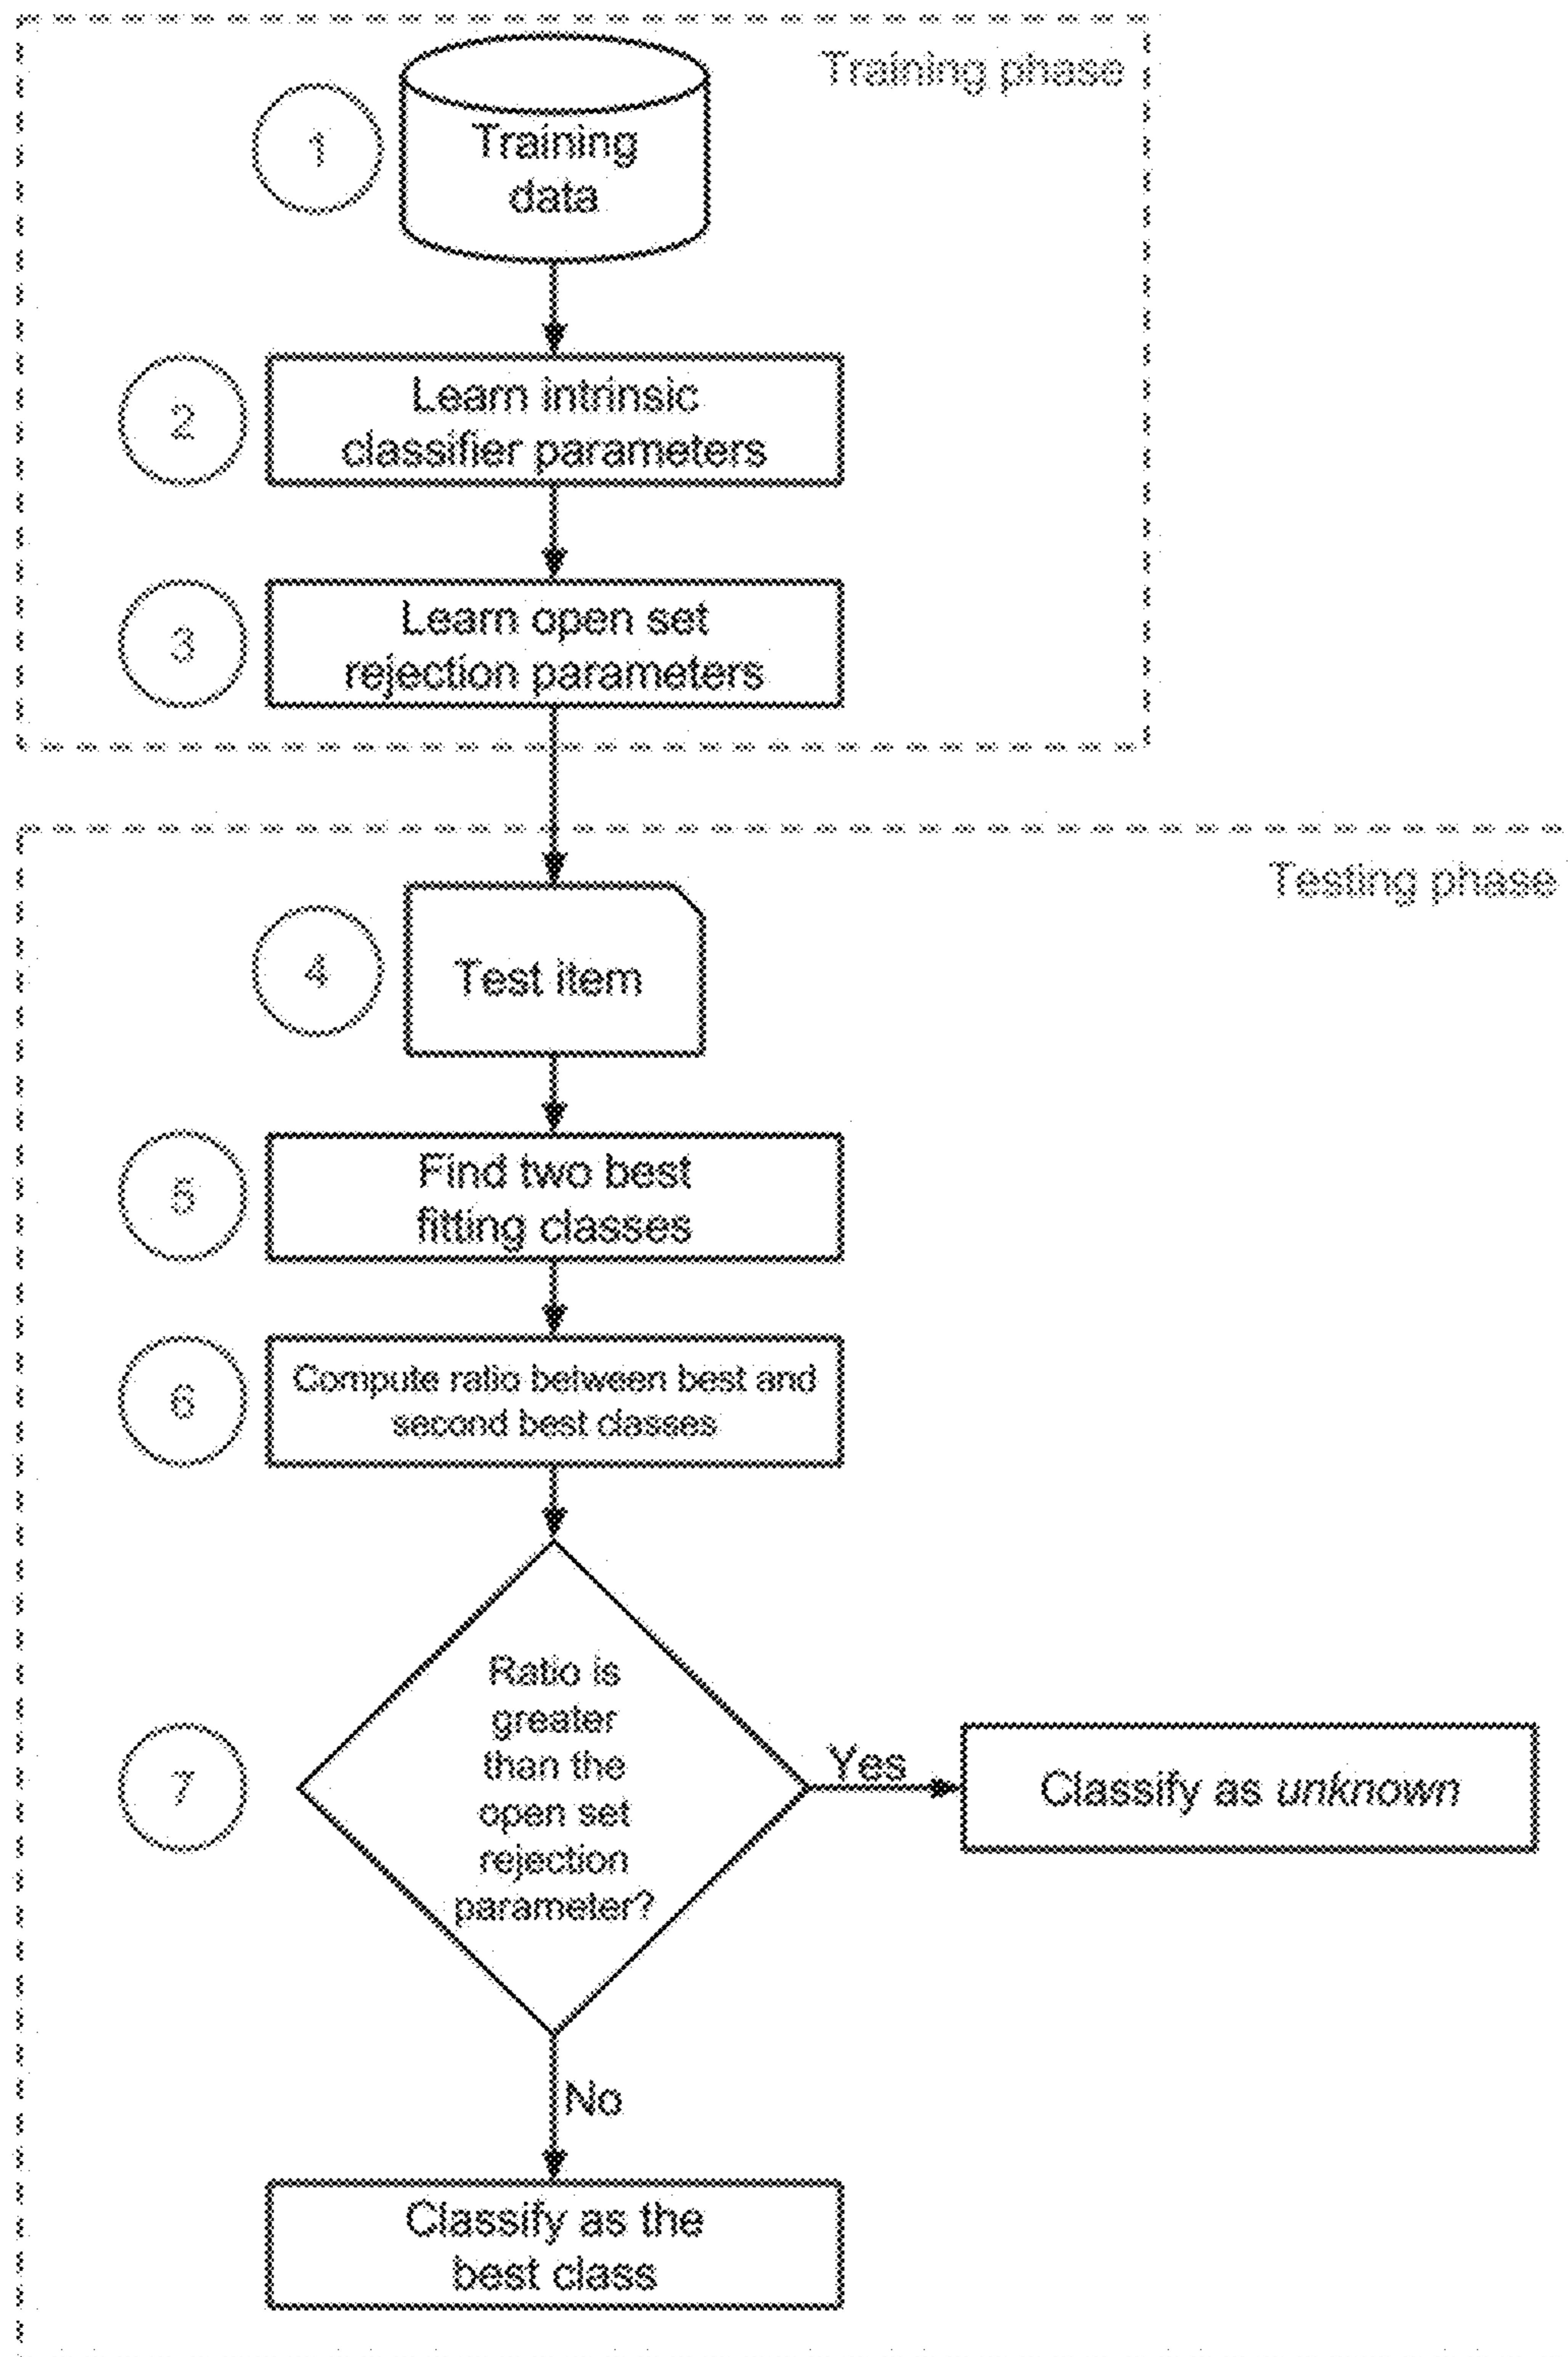 Training phase
1
Training
data
2
Learn intrinsic
classifier parameters
3
Learn open set
rejection parameters
Testing phase
4
Test item
5
Find two best
fitting classes
6
Compute ratio between best and
second best classes
7
Ratio is
greater
than the
open set
rejection
parameter?
Yes
Classify as unknown
No
Classify as the
best class